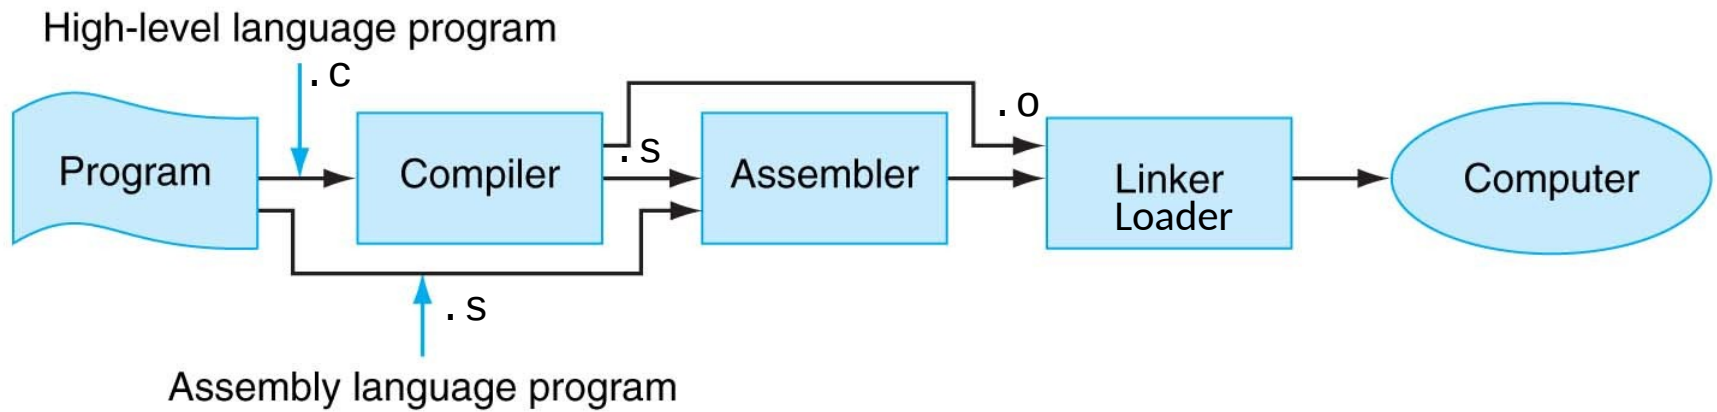 High-level language program
.c
.o
.s
Program
Compiler
Assembler
Linker
Loader
Computer
.s
Assembly language program